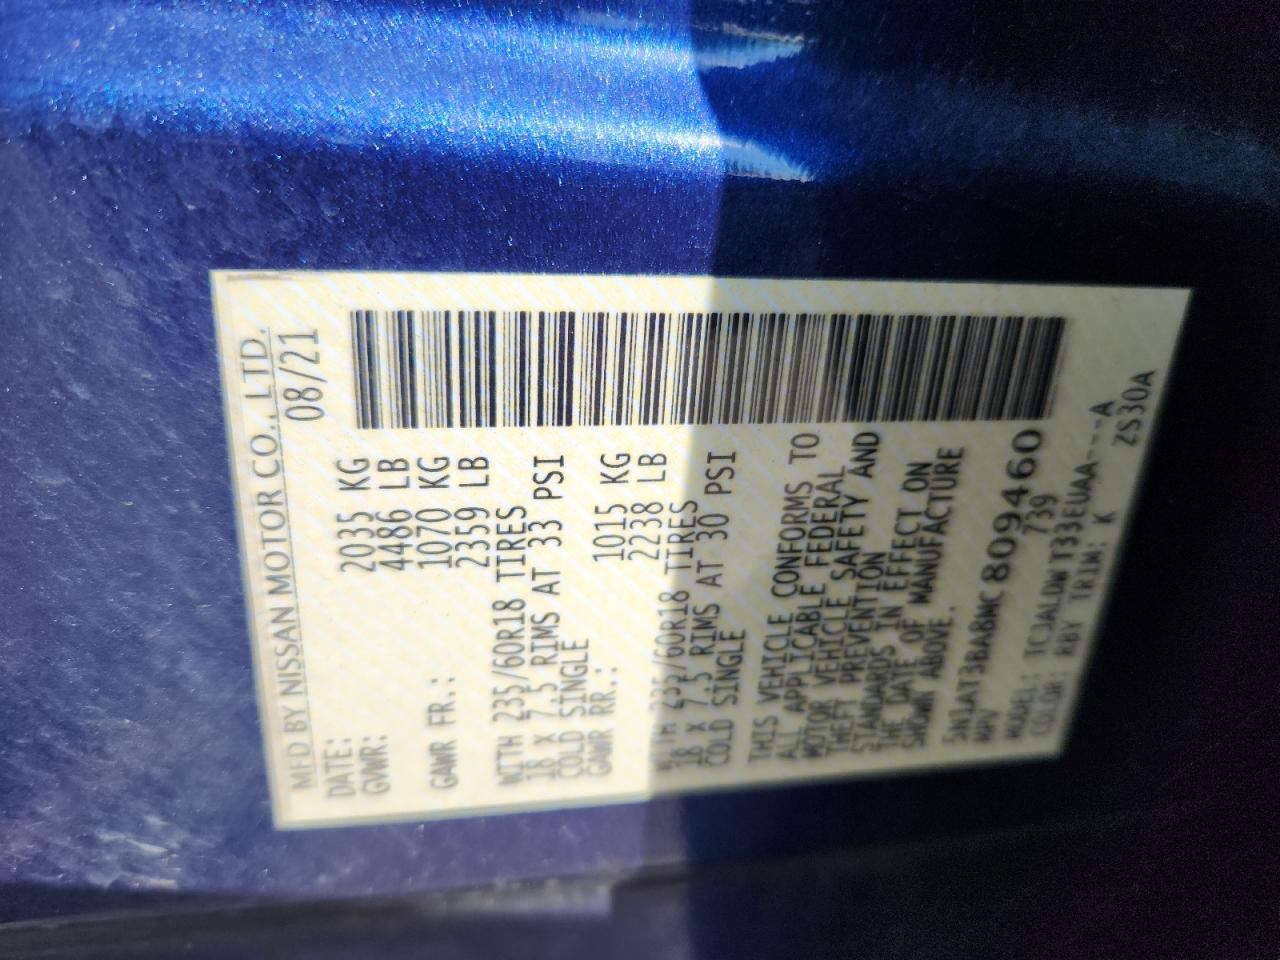 MFD BY NISSAN MOTOR CO., LTD.
DATE: 08/21
GVWR: 2035 KG
4486 LB
GAWR FR.: 1070 KG
2359 LB
WITH 235/60R18 TIRES
18 X 7.5 RIMS AT 33 PSI
COLD SINGLE
GAWR RR.: 1015 KG
2238 LB
WITH 235/60R18 TIRES
18 X 7.5 RIMS AT 30 PSI
COLD SINGLE
THIS VEHICLE CONFORMS TO
ALL APPLICABLE FEDERAL
MOTOR VEHICLE SAFETY AND
THEFT PREVENTION
STANDARDS IN EFFECT ON
THE DATE OF MANUFACTURE
SHOWN ABOVE.
5N1AT3BA8MC809460
MPV 739
MODEL: TCJALDWT33EUAA---A
COLOR: RBY TRIM: K ZS30A